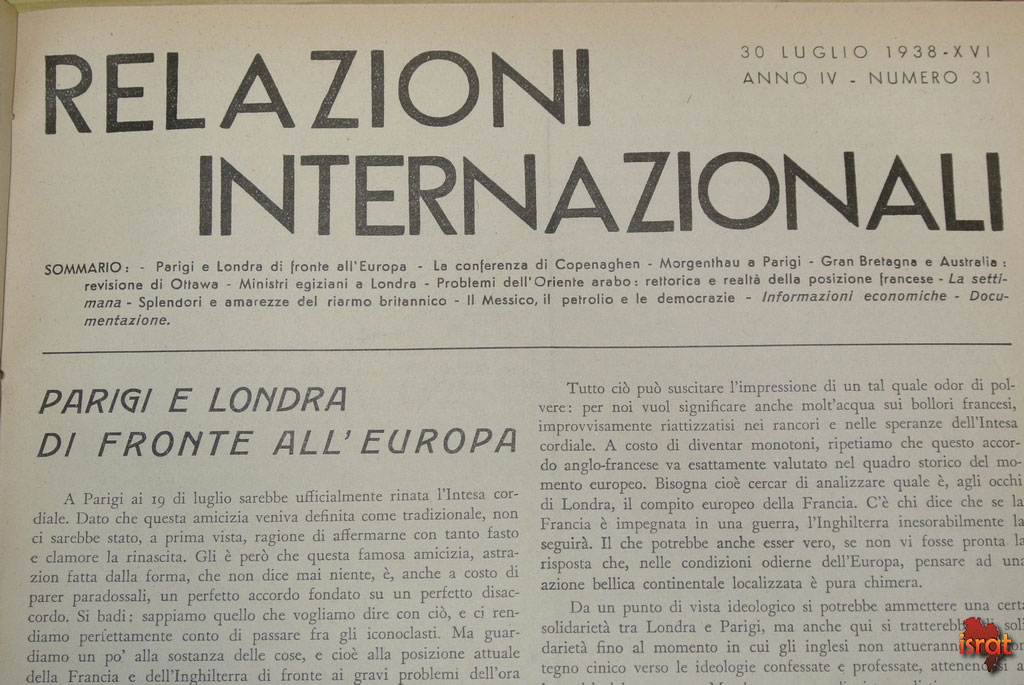 RELAZIONI
INTERNAZIONALI
30 LUGLIO 1938-XVI
ANNO IV - NUMERO 31
SOMMARIO: - Parigi e Londra di fronte all'Europa - La conferenza di Copenaghen - Morgenthau a Parigi - Gran Bretagna e Australia:
revisione di Ottawa - Ministri egiziani a Londra - Problemi dell'Oriente arabo: rettorica e realtà della posizione francese - La setti-
mana - Splendori e amarezze del riarmo britannico - Il Messico, il petrolio e le democrazie - Informazioni economiche - Docu-
mentazione.
PARIGI E LONDRA
DI FRONTE ALL'EUROPA
A Parigi ai 19 di luglio sarebbe ufficialmente rinata l'Intesa cor-
diale. Dato che questa amicizia veniva definita come tradizionale, non
ci sarebbe stato, a prima vista, ragione di affermarne con tanto fasto
e clamore la rinascita. Gli è però che questa famosa amicizia, astra-
zion fatta dalla forma, che non dice mai niente, è, anche a costo di
parer paradossali, un perfetto accordo fondato su un perfetto disac-
cordo. Si badi: sappiamo quello che vogliamo dire con ciò, e ci ren-
diamo perfettamente conto di passare fra gli iconoclasti. Ma guar-
diamo un po' alla sostanza delle cose, e cioè alla posizione attuale
della Francia e dell'Inghilterra di fronte ai gravi problemi dell'ora
Tutto ciò può suscitare l'impressione di un tal quale odor di pol-
vere: per noi vuol significare anche molt'acqua sui bollori francesi,
improvvisamente riattizzatisi nei rancori e nelle speranze dell'Intesa
cordiale. A costo di diventar monotoni, ripetiamo che questo accor-
do anglo-francese va esattamente valutato nel quadro storico del mo-
mento europeo. Bisogna cioè cercar di analizzare quale è, agli occhi
di Londra, il compito europeo della Francia. C'è chi dice che se la
Francia è impegnata in una guerra, l'Inghilterra inesorabilmente la
seguirà. Il che potrebbe anche esser vero, se non vi fosse pronta la
risposta che, nelle condizioni odierne dell'Europa, pensare ad una
azione bellica continentale localizzata è pura chimera.
Da un punto di vista ideologico si potrebbe ammettere una certa
solidarietà tra Londra e Parigi, ma anche qui si tratterebbe di soli-
darietà fino al momento in cui gli inglesi non attueranno
tegno cinico verso le ideologie confessate e professate,
israt